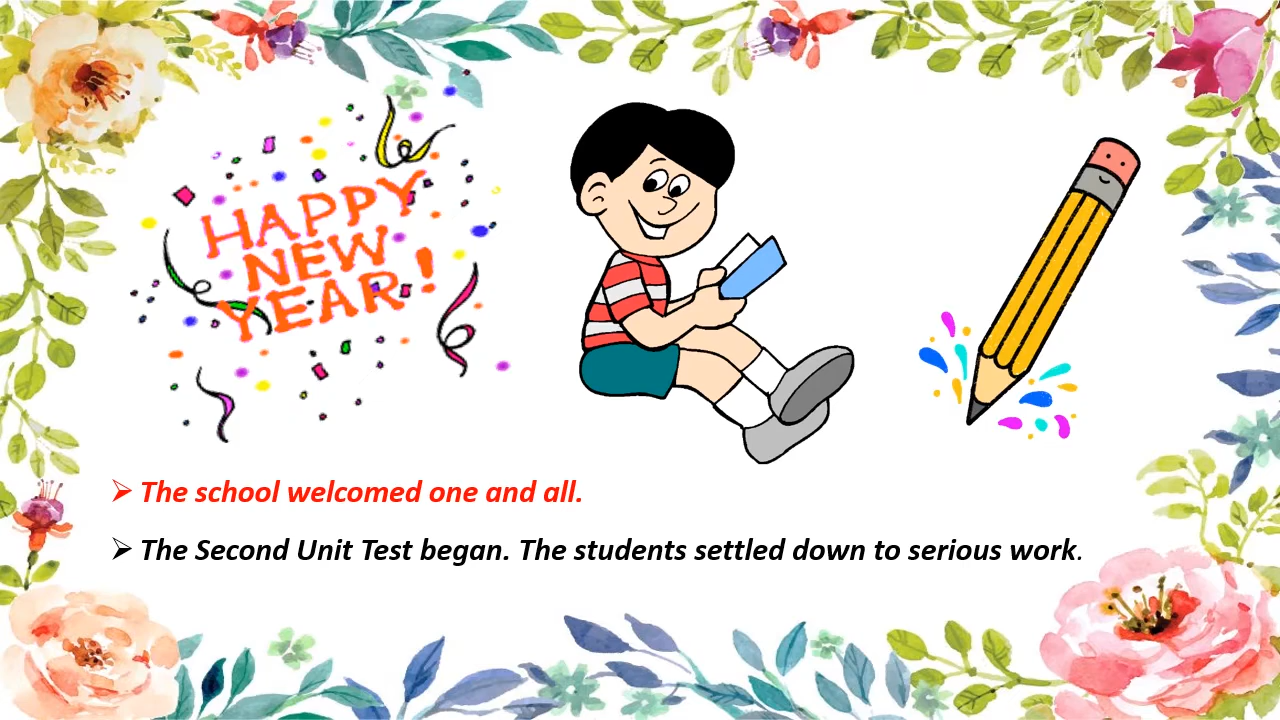 HAPPY
NEW
YEAR!
The school welcomed one and all.
The Second Unit Test began. The students settled down to serious work.